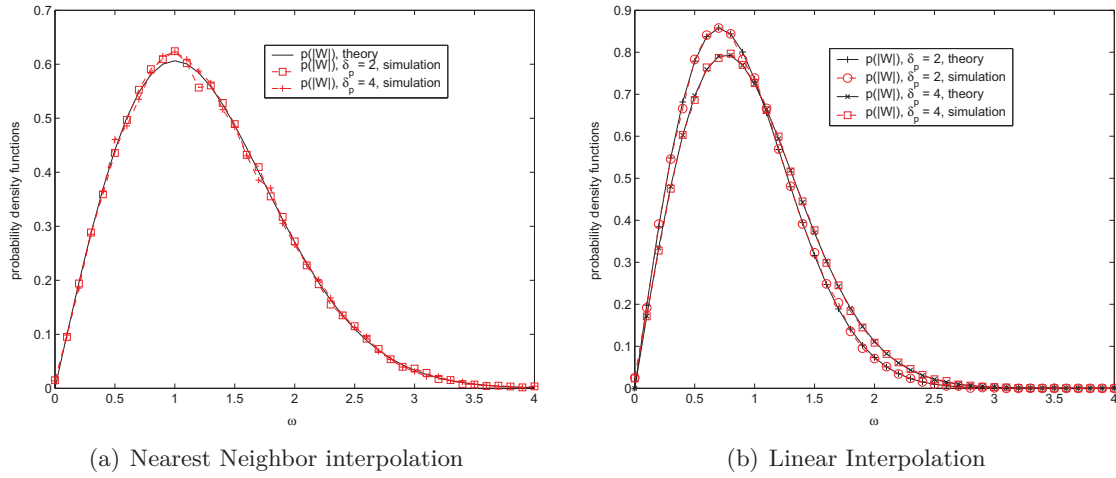 0.7
0.6
0.5
0.4
0.3
0.2
0.1
0
probability density functions
p(|W|), theory
p(|W|), δp = 2, simulation
p(|W|), δp = 4, simulation
0 0.5 1 1.5 2 2.5 3 3.5 4
ω
(a) Nearest Neighbor interpolation
0.9
0.8
0.7
0.6
0.5
0.4
0.3
0.2
0.1
0
probability density functions
p(|W|), δp = 2, theory
p(|W|), δp = 2, simulation
p(|W|), δp = 4, theory
p(|W|), δp = 4, simulation
0 0.5 1 1.5 2 2.5 3 3.5 4
ω
(b) Linear Interpolation